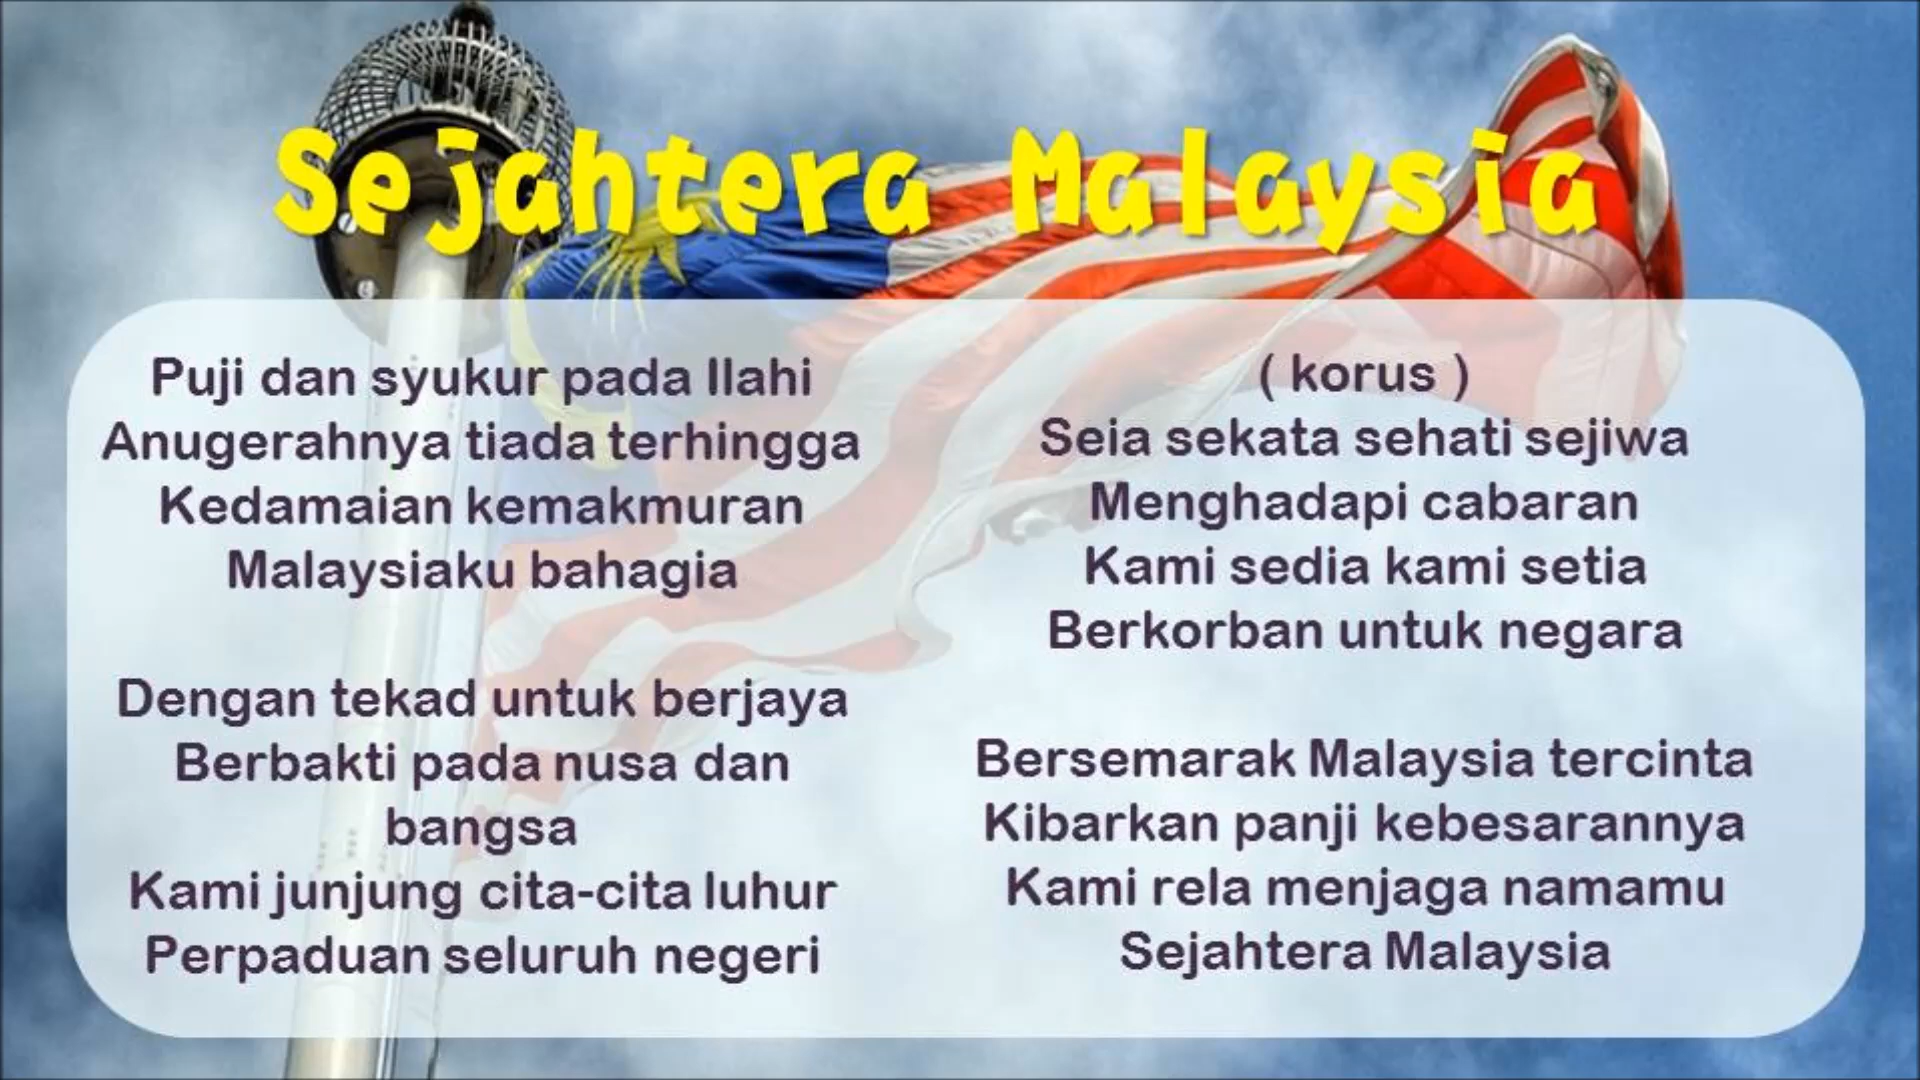 Sejahtera Malaysia
Puji dan syukur pada Ilahi
Anugerahnya tiada terhingga
Kedamaian kemakmuran
Malaysiaku bahagia
Dengan tekad untuk berjaya
Berbakti pada nusa dan
bangsa
Kami junjung cita-cita luhur
Perpaduan seluruh negeri
( korus )
Seia sekata sehati sejiwa
Menghadapi cabaran
Kami sedia kami setia
Berkorban untuk negara
Bersemarak Malaysia tercinta
Kibarkan panji kebesarannya
Kami rela menjaga namamu
Sejahtera Malaysia